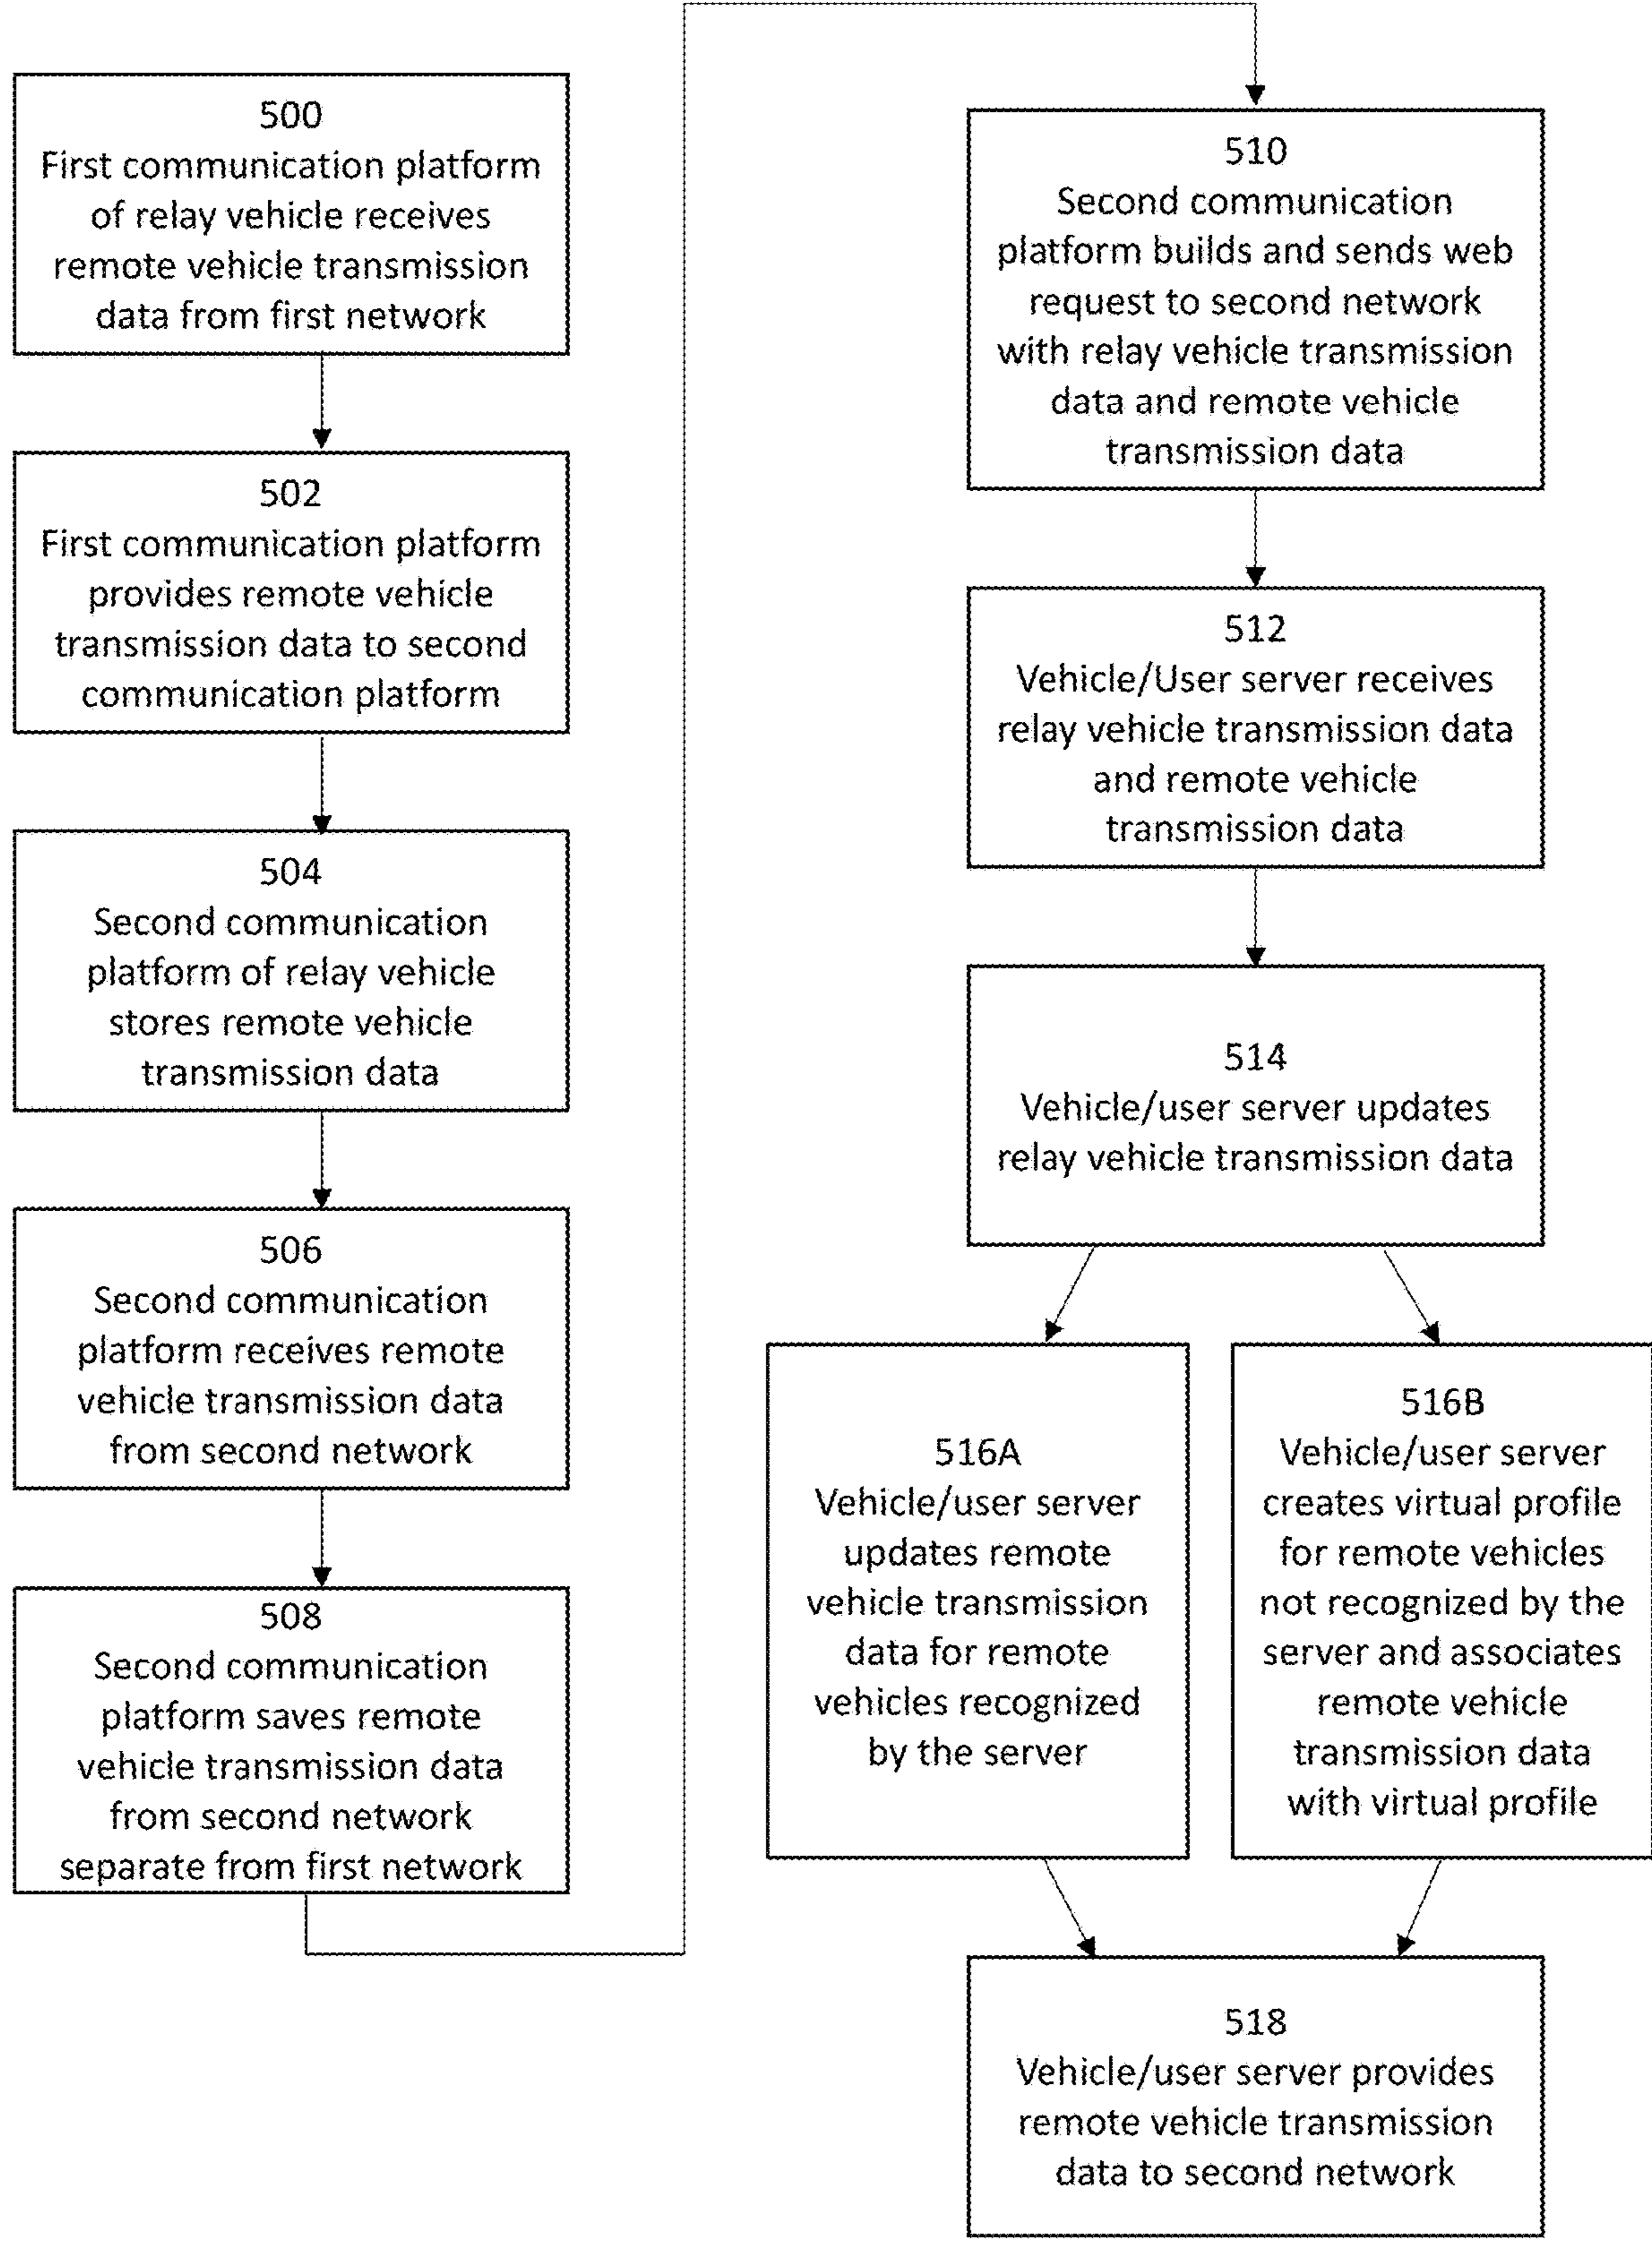 500
First communication platform
of relay vehicle receives
remote vehicle transmission
data from first network
502
First communication platform
provides remote vehicle
transmission data to second
communication platform
504
Second communication
platform of relay vehicle
stores remote vehicle
transmission data
506
Second communication
platform receives remote
vehicle transmission data
from second network
508
Second communication
platform saves remote
vehicle transmission data
from second network
separate from first network
510
Second communication
platform builds and sends web
request to second network
with relay vehicle transmission
data and remote vehicle
transmission data
512
Vehicle/User server receives
relay vehicle transmission data
and remote vehicle
transmission data
514
Vehicle/user server updates
relay vehicle transmission data
516A
Vehicle/user server
updates remote
vehicle transmission
data for remote
vehicles recognized
by the server
516B
Vehicle/user server
creates virtual profile
for remote vehicles
not recognized by the
server and associates
remote vehicle
transmission data
with virtual profile
518
Vehicle/user server provides
remote vehicle transmission
data to second network